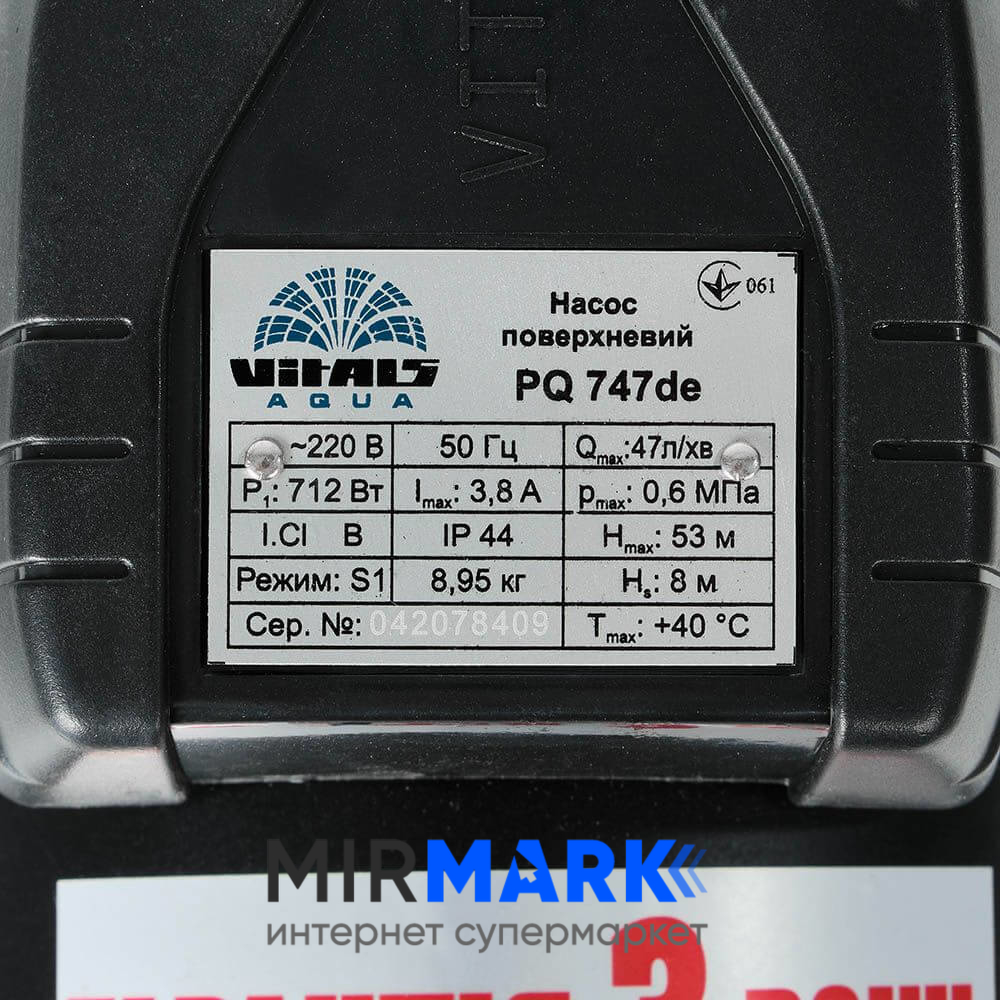 VIT
VITALS
AQUA
061
Насос
поверхневий
PQ 747de
~220 В 50 Гц Qmax:47л/хв
P1: 712 Вт Imax: 3,8 А pmax: 0,6 МПа
I.Cl B IP 44 Hmax: 53 м
Режим: S1 8,95 кг Hs: 8 м
Сер. №: 042078409 Tmax: +40 °C
MIRMARK
интернет супермаркет
3